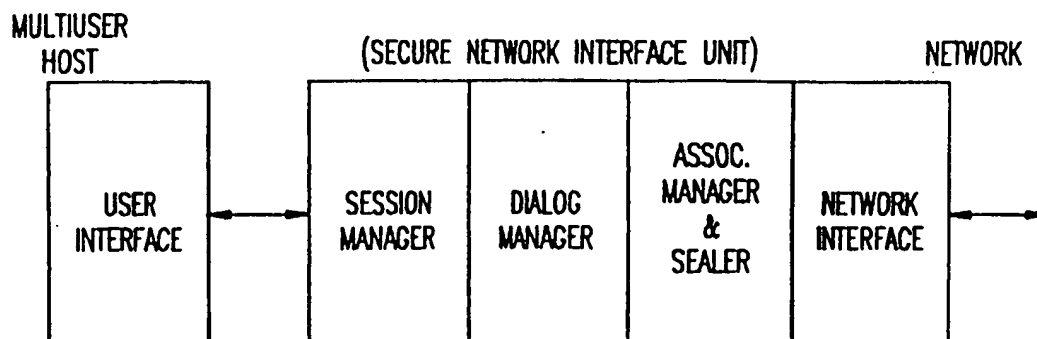 MULTIUSER
HOST
(SECURE NETWORK INTERFACE UNIT)
NETWORK
USER
INTERFACE
SESSION
MANAGER
DIALOG
MANAGER
ASSOC.
MANAGER
&
SEALER
NETWORK
INTERFACE